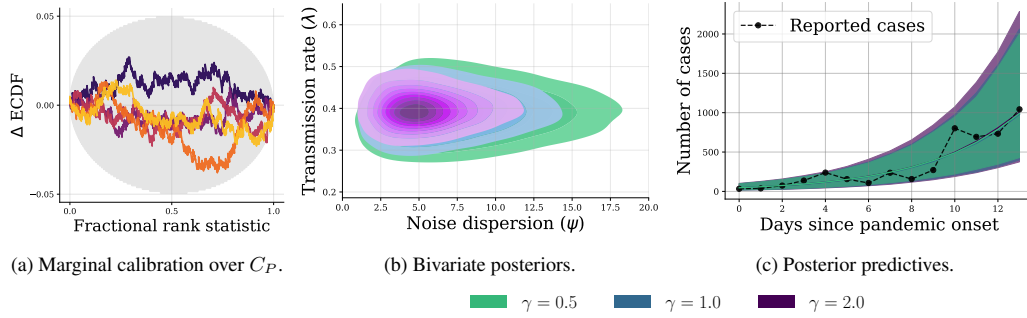 0.05
0.00
−0.05
Δ ECDF
0.0
0.5
1.0
Fractional rank statistic
(a) Marginal calibration over C_P.
0.6
0.5
0.4
0.3
0.2
Transmission rate (λ)
0.0
2.5
5.0
7.5
10.0
12.5
15.0
17.5
20.0
Noise dispersion (ψ)
(b) Bivariate posteriors.
Reported cases
2000
1500
1000
500
0
Number of cases
0
2
4
6
8
10
12
Days since pandemic onset
(c) Posterior predictives.
γ = 0.5
γ = 1.0
γ = 2.0